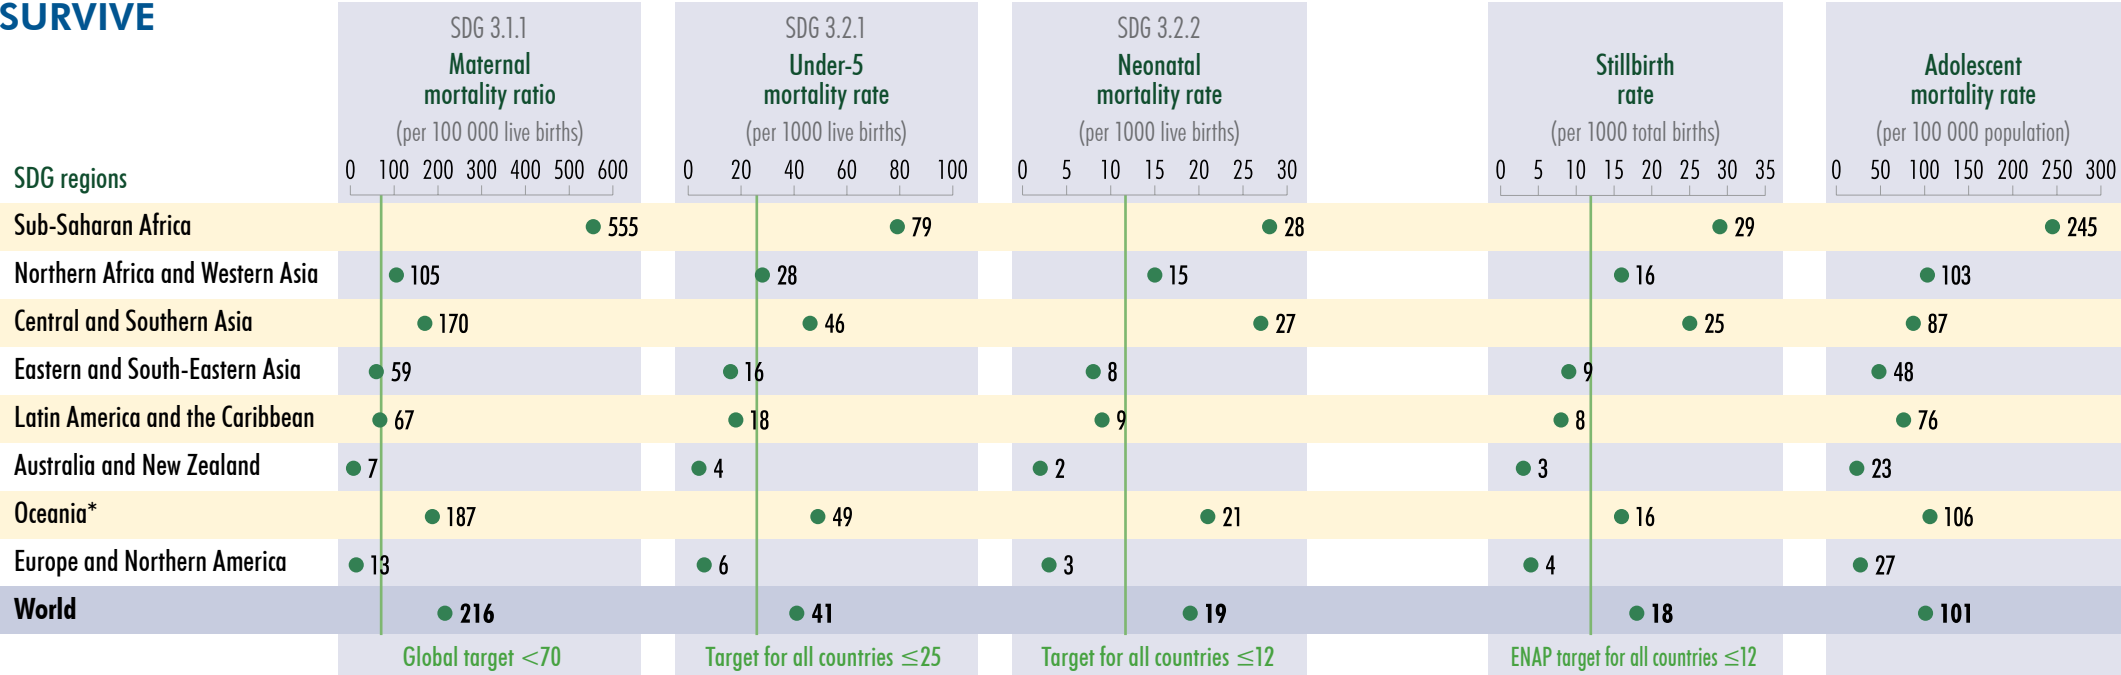 SURVIVE
SDG 3.1.1 SDG 3.2.1 SDG 3.2.2
Maternal Under-5 Neonatal Stillbirth Adolescent
mortality ratio mortality rate mortality rate rate mortality rate
(per 100 000 live births) (per 1000 live births) (per 1000 live births) (per 1000 total births) (per 100 000 population)
SDG regions 0 100 200 300 400 500 600 0 20 40 60 80 100 0 5 10 15 20 25 30 0 5 10 15 20 25 30 35 0 50 100 150 200 250 300
Sub-Saharan Africa 555 79 28 29 245
Northern Africa and Western Asia 105 28 15 16 103
Central and Southern Asia 170 46 27 25 87
Eastern and South-Eastern Asia 59 16 8 9 48
Latin America and the Caribbean 67 18 9 8 76
Australia and New Zealand 7 4 2 3 23
Oceania* 187 49 21 16 106
Europe and Northern America 13 6 3 4 27
World 216 41 19 18 101
Global target <70 Target for all countries ≤25 Target for all countries ≤12 ENAP target for all countries ≤12